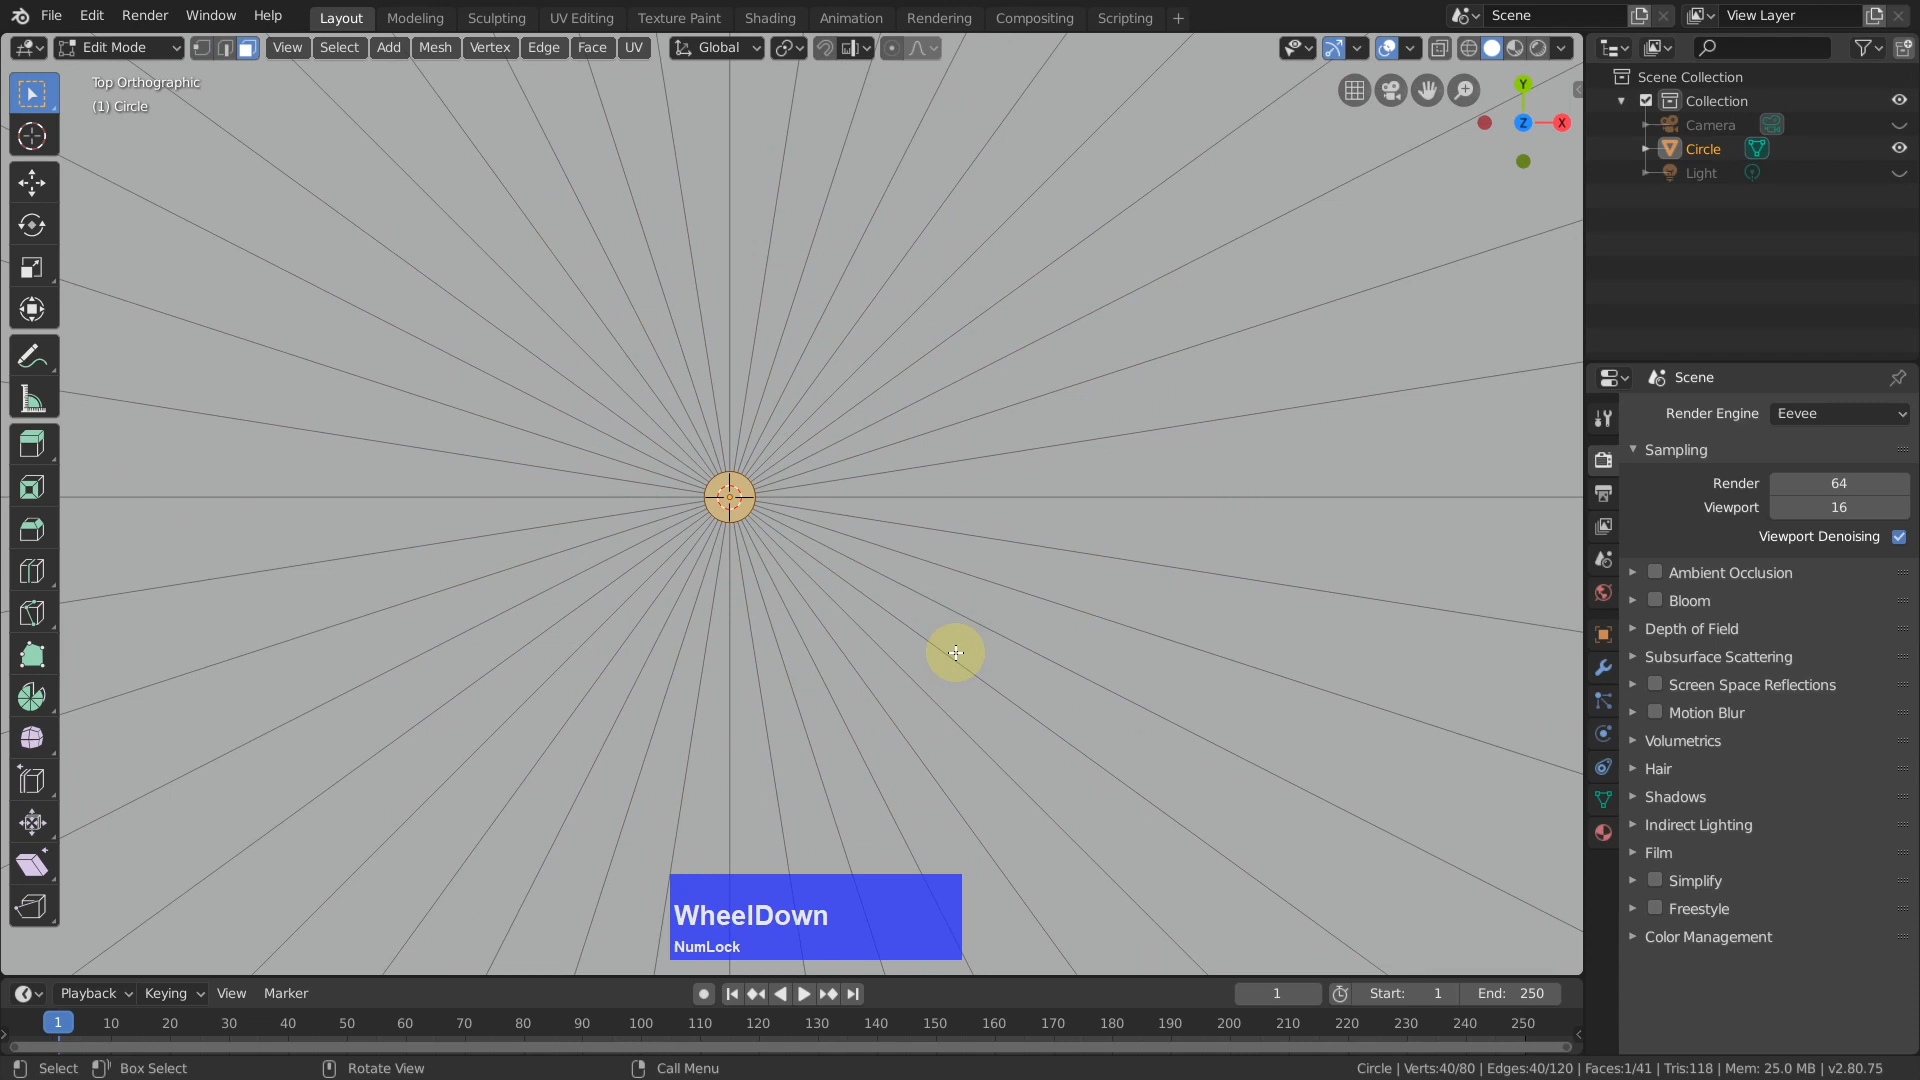 File Edit Render Window Help Layout Modeling Sculpting UV Editing Texture Paint Shading Animation Rendering Compositing Scripting + Scene View Layer
Edit Mode View Select Add Mesh Vertex Edge Face UV Global
Top Orthographic
(1) Circle
Y
Z X
Scene Collection
Collection
Camera
Circle
Light
Scene
Render Engine Eevee
Sampling
Render 64
Viewport 16
Viewport Denoising
Ambient Occlusion
Bloom
Depth of Field
Subsurface Scattering
Screen Space Reflections
Motion Blur
Volumetrics
Hair
Shadows
Indirect Lighting
Film
Simplify
Freestyle
Color Management
WheelDown
NumLock
Playback Keying View Marker 1 Start: 1 End: 250
1 10 20 30 40 50 60 70 80 90 100 110 120 130 140 150 160 170 180 190 200 210 220 230 240 250
Select Box Select Rotate View Call Menu Circle | Verts:40/80 | Edges:40/120 | Faces:1/41 | Tris:118 | Mem: 25.0 MB | v2.80.75